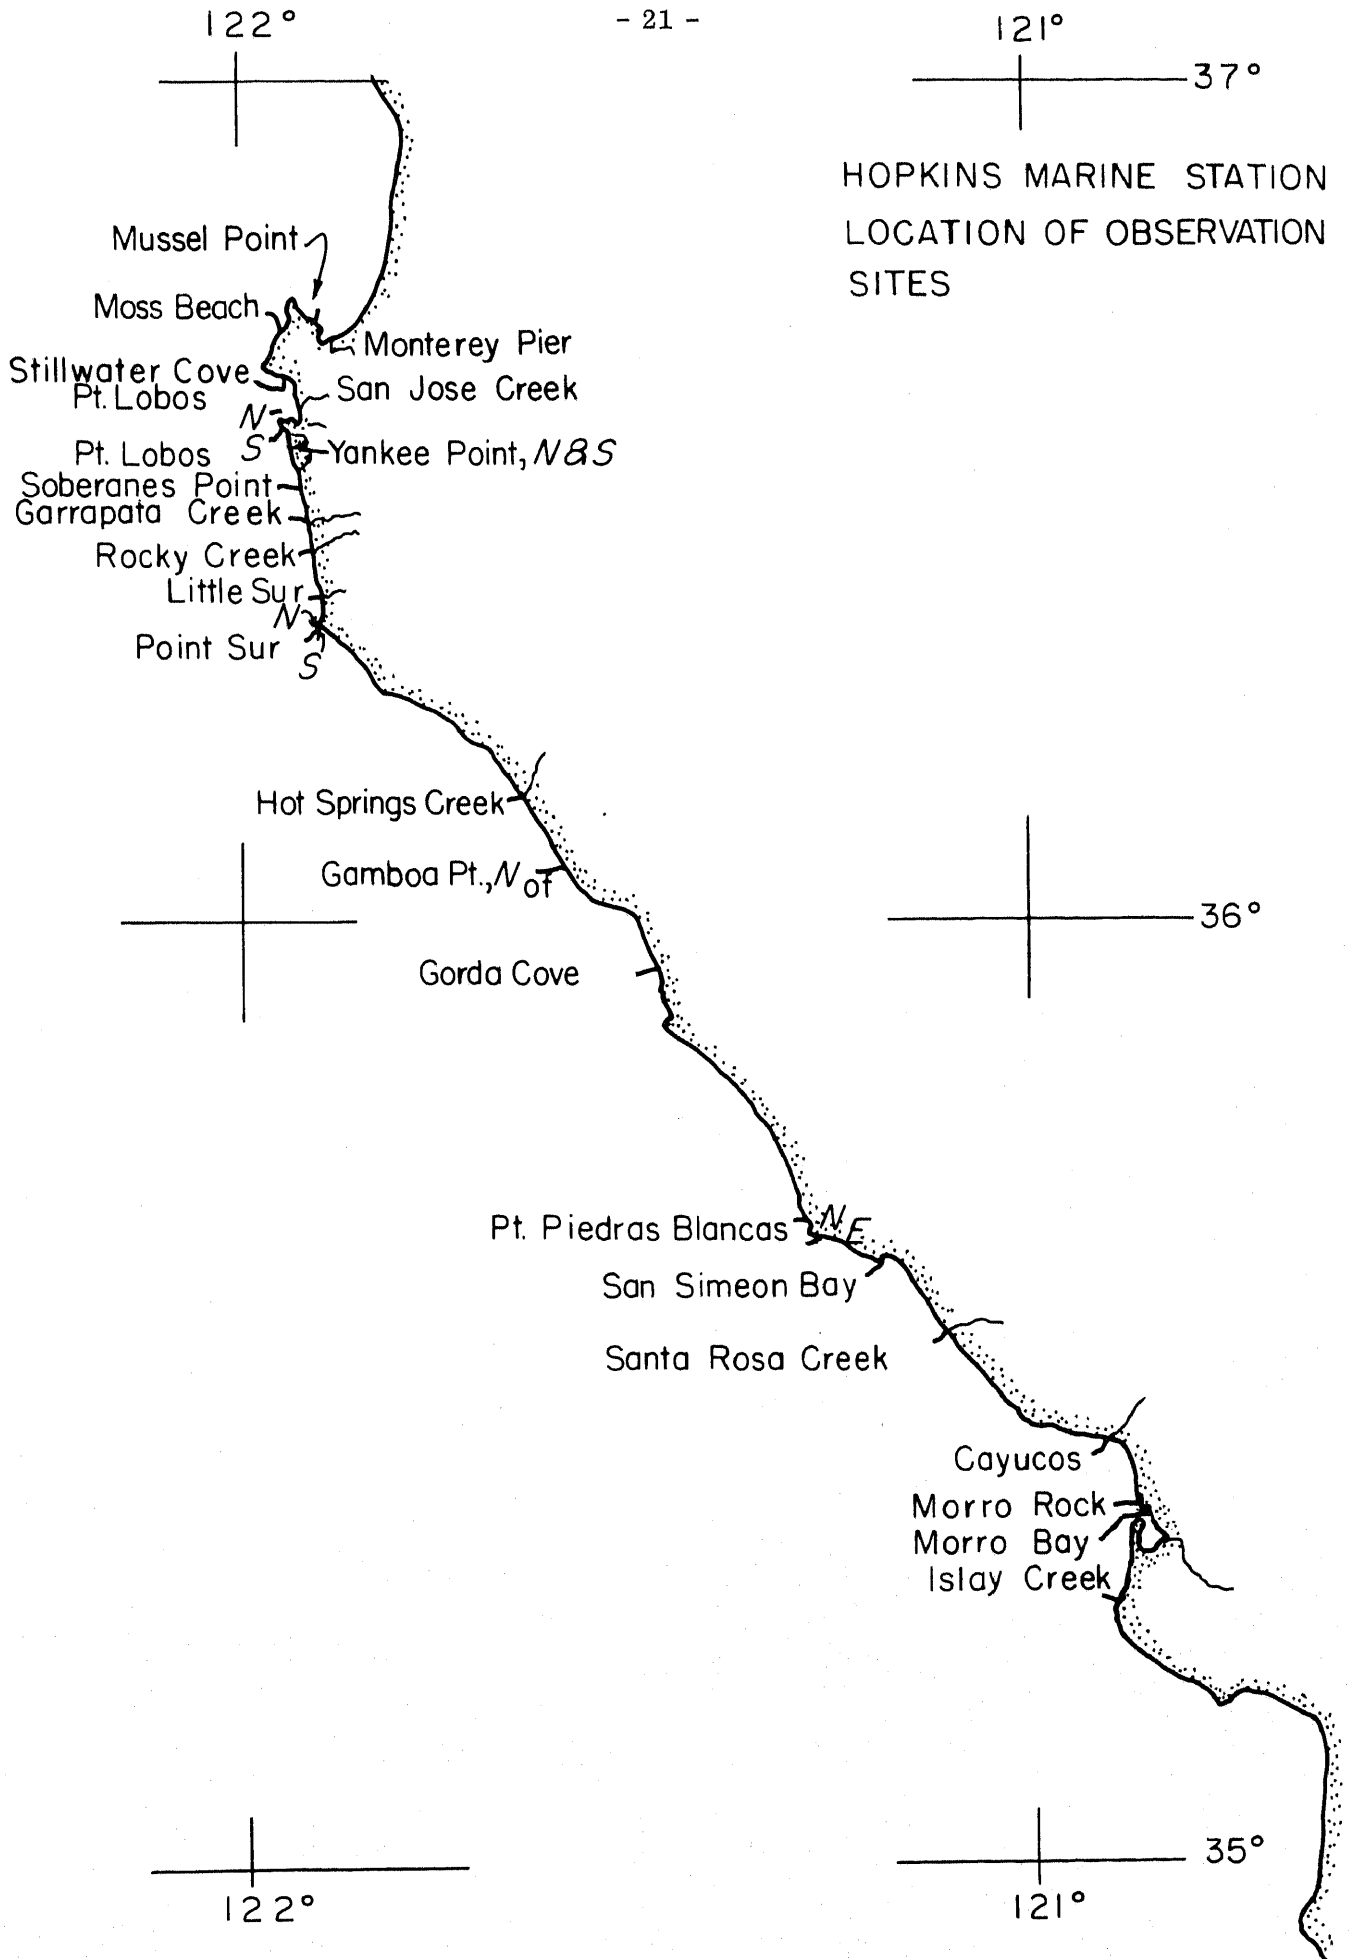 122°
- 21 -
121°
37°
HOPKINS MARINE STATION
LOCATION OF OBSERVATION
SITES
Mussel Point
Moss Beach
Monterey Pier
Stillwater Cove
San Jose Creek
Pt. Lobos
N
Pt. Lobos S
Yankee Point, N&S
Soberanes Point
Garrapata Creek
Rocky Creek
Little Sur
N
Point Sur
S
Hot Springs Creek
Gamboa Pt., N of
36°
Gorda Cove
Pt. Piedras Blancas N E
San Simeon Bay
Santa Rosa Creek
Cayucos
Morro Rock
Morro Bay
Islay Creek
35°
122°
121°